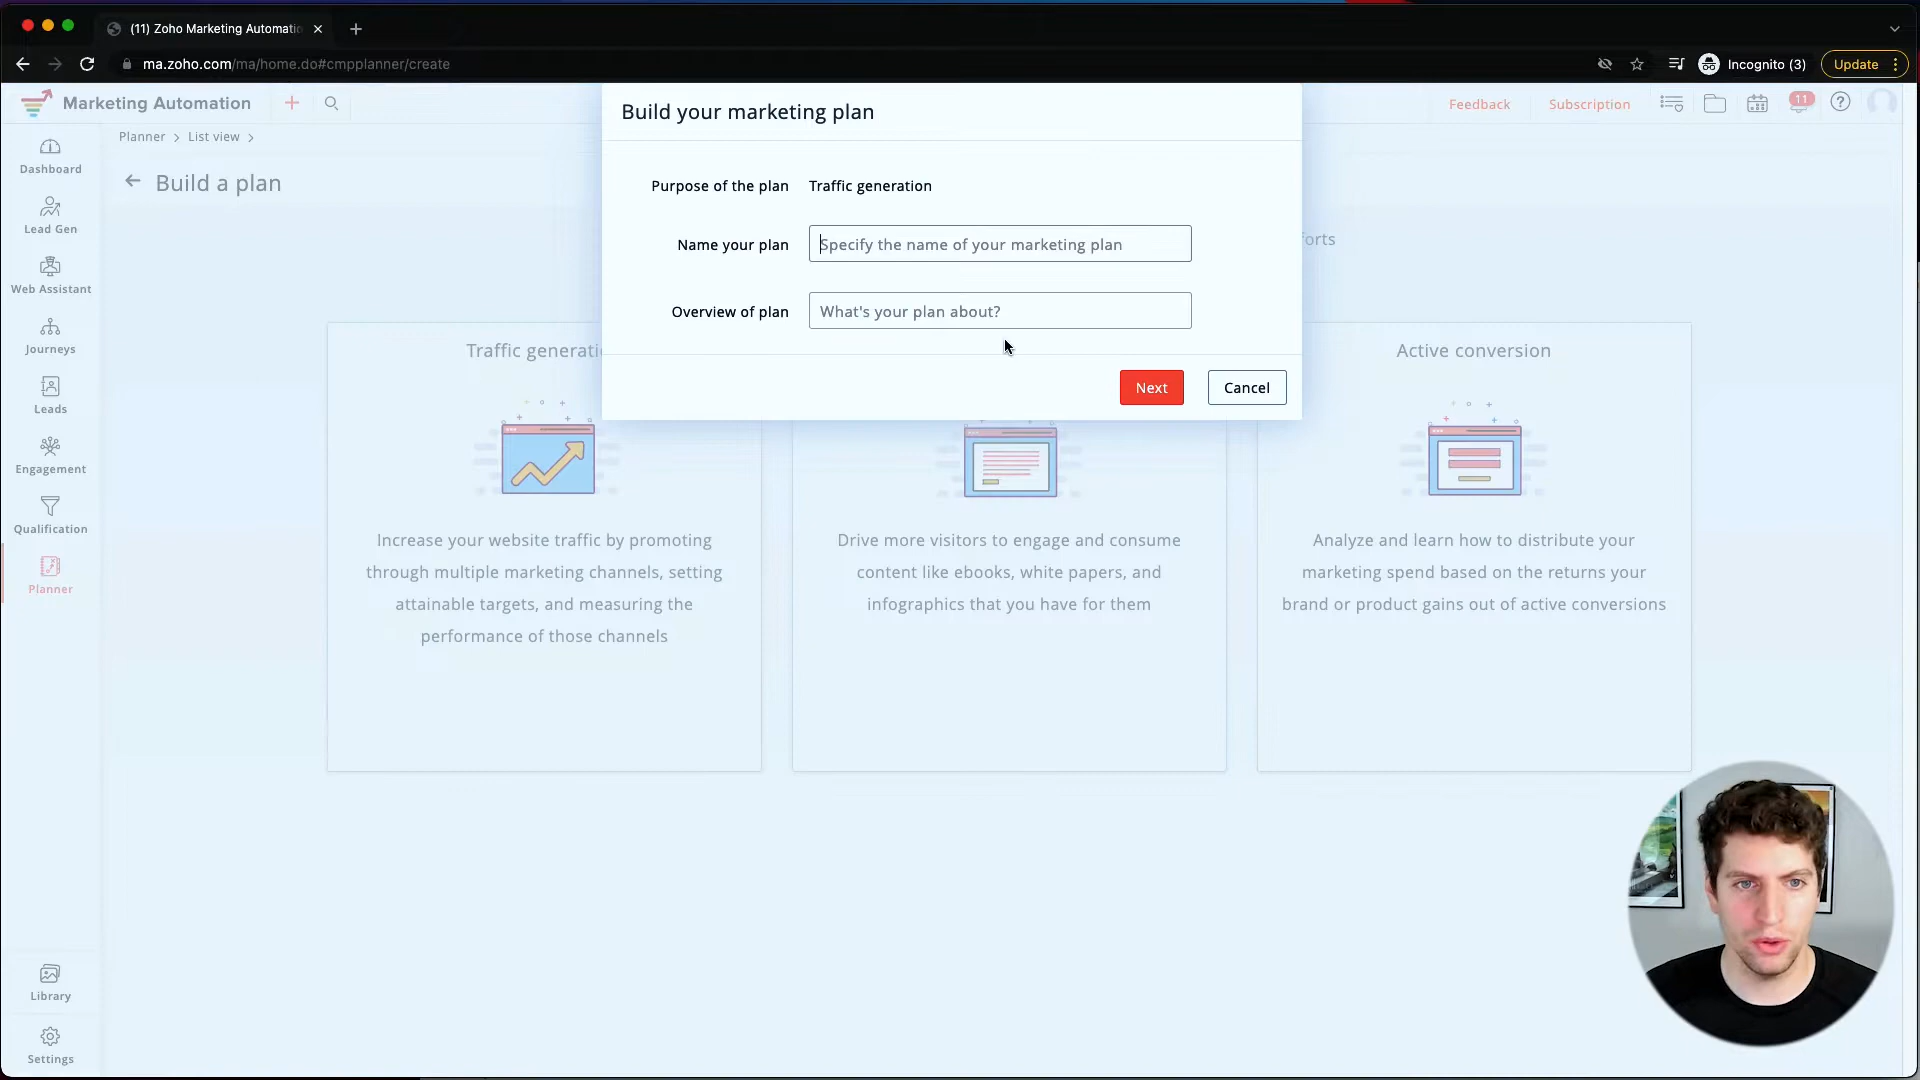 (11) Zoho Marketing Automatic
ma.zoho.com/ma/home.do#cmpplanner/create
Incognito (3)
Update
Marketing Automation
Feedback
Subscription
11
Planner > List view >
Build a plan
Build your marketing plan
Purpose of the plan Traffic generation
Name your plan Specify the name of your marketing plan
Overview of plan What's your plan about?
Next Cancel
forts
Dashboard
Lead Gen
Web Assistant
Journeys
Leads
Engagement
Qualification
Planner
Library
Settings
Traffic generati
Increase your website traffic by promoting
through multiple marketing channels, setting
attainable targets, and measuring the
performance of those channels
Drive more visitors to engage and consume
content like ebooks, white papers, and
infographics that you have for them
Active conversion
Analyze and learn how to distribute your
marketing spend based on the returns your
brand or product gains out of active conversions